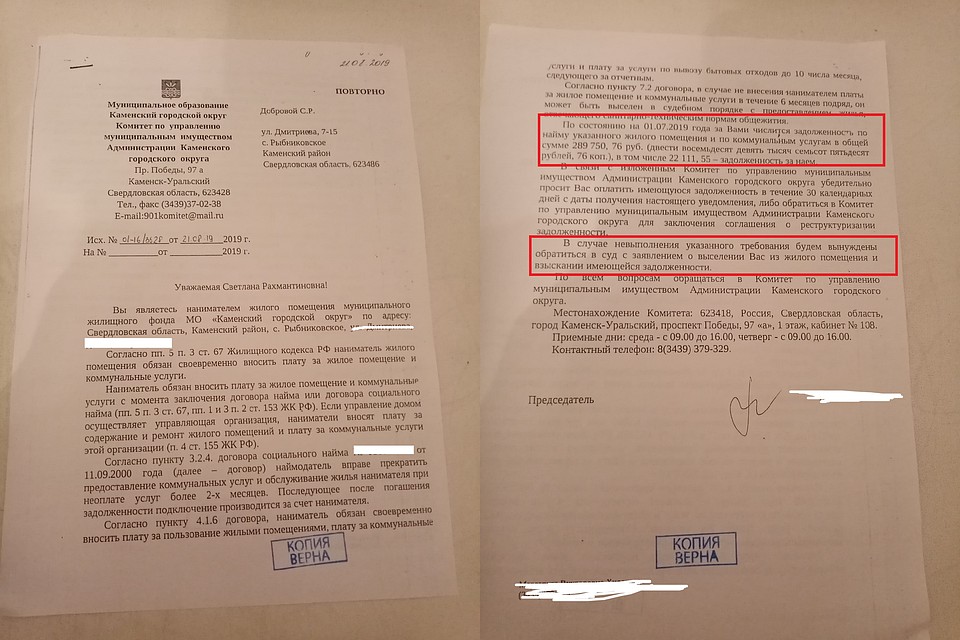 21 08 2019
ПОВТОРНО
Муниципальное образование
Каменский городской округ
Комитет по управлению
муниципальным имуществом
Администрации Каменского
городского округа
Пр. Победы, 97 а
Каменск-Уральский
Свердловская область, 623428
Тел., факс (3439)37-02-38
E-mail:901komitet@mail.ru
Исх. № 01-16/ от 21.08.19 2019 г.
На № от 2019 г.
Добровой С.Р.
ул. Дмитриева, 7-15
с. Рыбниковское
Каменский район
Свердловская область, 623486
Уважаемая Светлана Рахмантиновна!
Вы являетесь нанимателем жилого помещения муниципального
жилищного фонда МО «Каменский городской округ» по адресу:
Свердловская область, Каменский район, с. Рыбниковское,
Согласно пп. 5 п. 3 ст. 67 Жилищного кодекса РФ наниматель жилого
помещения обязан своевременно вносить плату за жилое помещение и
коммунальные услуги.
Наниматель обязан вносить плату за жилое помещение и коммунальные
услуги с момента заключения договора найма или договора социального
найма (пп. 5 п. 3 ст. 67, пп. 1 и 3 п. 2 ст. 153 ЖК РФ). Если управление домом
осуществляет управляющая организация, наниматели вносят плату за
содержание и ремонт жилого помещений и плату за коммунальные услуги
этой организации (п. 4 ст. 155 ЖК РФ).
Согласно пункту 3.2.4. договора социального найма от
11.09.2000 года (далее – договор) наймодатель вправе прекратить
предоставление коммунальных услуг и обслуживание жилья нанимателя при
неоплате услуг более 2-х месяцев. Последующее после погашения
задолженности подключение производится за счет нанимателя.
Согласно пункту 4.1.6 договора, наниматель обязан своевременно
вносить плату за пользование жилыми помещениями, плату за коммунальные
КОПИЯ
ВЕРНА
услуги и плату за услуги по вывозу бытовых отходов до 10 числа месяца,
следующего за отчетным.
Согласно пункту 7.2 договора, в случае не внесения нанимателем платы
за жилое помещение и коммунальные услуги в течение 6 месяцев подряд, он
может быть выселен в судебном порядке с предоставлением жилья,
санитарно-техническим нормам общежития.
По состоянию на 01.07.2019 года за Вами числится задолженность по
найму указанного жилого помещения и по коммунальным услугам в общей
сумме 289 750, 76 руб. (двести восемьдесят девять тысяч семьсот пятьдесят
рублей, 76 коп.), в том числе 22 111, 55 – задолженность за наем.
В связи с изложенным Комитет по управлению муниципальным
имуществом Администрации Каменского городского округа убедительно
просит Вас оплатить имеющуюся задолженность в течение 30 календарных
дней с даты получения настоящего уведомления, либо обратиться в Комитет
по управлению муниципальным имуществом Администрации Каменского
городского округа для заключения соглашения о реструктуризации
задолженности.
В случае невыполнения указанного требования будем вынуждены
обратиться в суд с заявлением о выселении Вас из жилого помещения и
взыскании имеющейся задолженности.
По всем вопросам обращаться в Комитет по управлению
муниципальным имуществом Администрации Каменского городского
округа.
Местонахождение Комитета: 623418, Россия, Свердловская область,
город Каменск-Уральский, проспект Победы, 97 «а», 1 этаж, кабинет № 108.
Приемные дни: среда - с 09.00 до 16.00, четверг - с 09.00 до 16.00.
Контактный телефон: 8(3439) 379-329.
Председатель
КОПИЯ
ВЕРНА